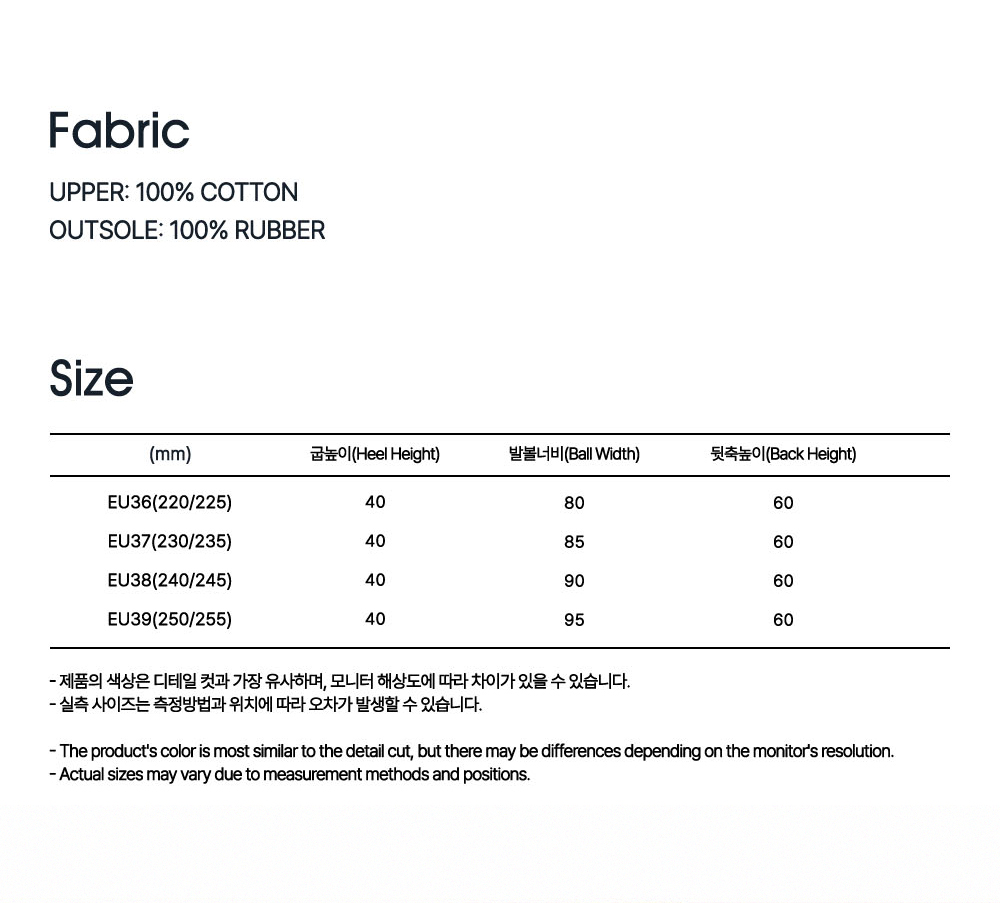 Fabric
UPPER: 100% COTTON
OUTSOLE: 100% RUBBER
Size
(mm) 굽높이(Heel Height) 발볼너비(Ball Width) 뒷축높이(Back Height)
EU36(220/225) 40 80 60
EU37(230/235) 40 85 60
EU38(240/245) 40 90 60
EU39(250/255) 40 95 60
- 제품의 색상은 디테일 컷과 가장 유사하며, 모니터 해상도에 따라 차이가 있을 수 있습니다.
- 실측 사이즈는 측정방법과 위치에 따라 오차가 발생할 수 있습니다.
- The product's color is most similar to the detail cut, but there may be differences depending on the monitor's resolution.
- Actual sizes may vary due to measurement methods and positions.